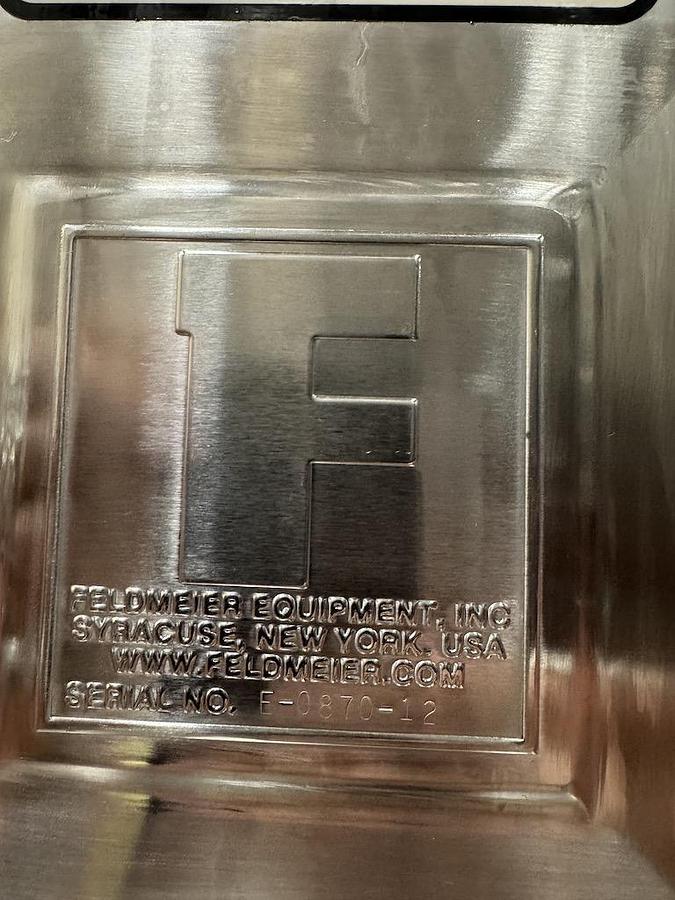 F
FELDMEIER EQUIPMENT, INC
SYRACUSE, NEW YORK. USA
WWW.FELDMEIER.COM
SERIAL NO. E-0870-12